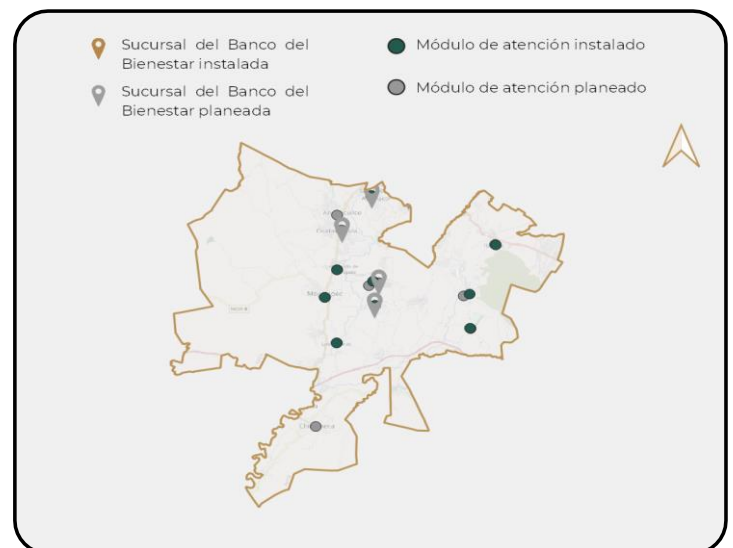 Sucursal del Banco del
Bienestar instalada
Módulo de atención instalado
Sucursal del Banco del
Bienestar planeada
Módulo de atención planeado